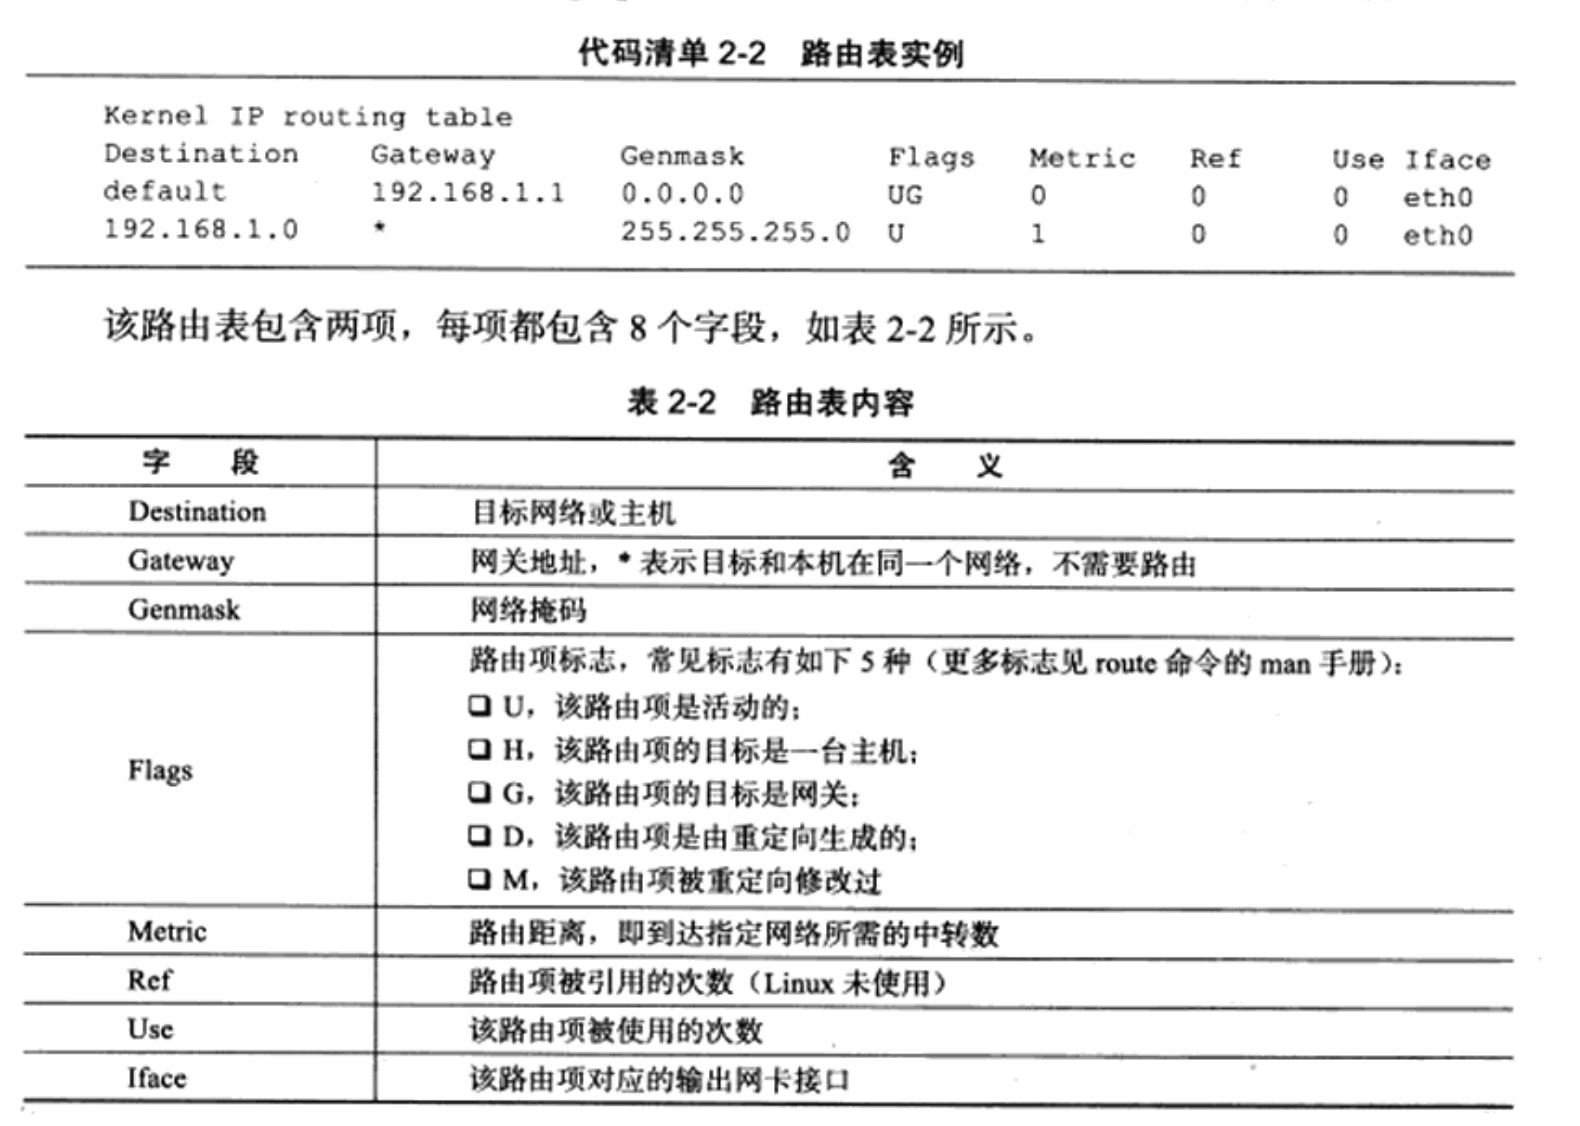 代码清单 2-2 路由表实例
Kernel IP routing table
Destination Gateway Genmask Flags Metric Ref Use Iface
default 192.168.1.1 0.0.0.0 UG 0 0 0 eth0
192.168.1.0 * 255.255.255.0 U 1 0 0 eth0
该路由表包含两项，每项都包含 8 个字段，如表 2-2 所示。
表 2-2 路由表内容
字 段 含 义
Destination 目标网络或主机
Gateway 网关地址，* 表示目标和本机在同一个网络，不需要路由
Genmask 网络掩码
路由项标志，常见标志有如下 5 种（更多标志见 route 命令的 man 手册）：
❑ U，该路由项是活动的；
❑ H，该路由项的目标是一台主机；
Flags
❑ G，该路由项的目标是网关；
❑ D，该路由项是由重定向生成的；
❑ M，该路由项被重定向修改过
Metric 路由距离，即到达指定网络所需的中转数
Ref 路由项被引用的次数（Linux 未使用）
Use 该路由项被使用的次数
Iface 该路由项对应的输出网卡接口